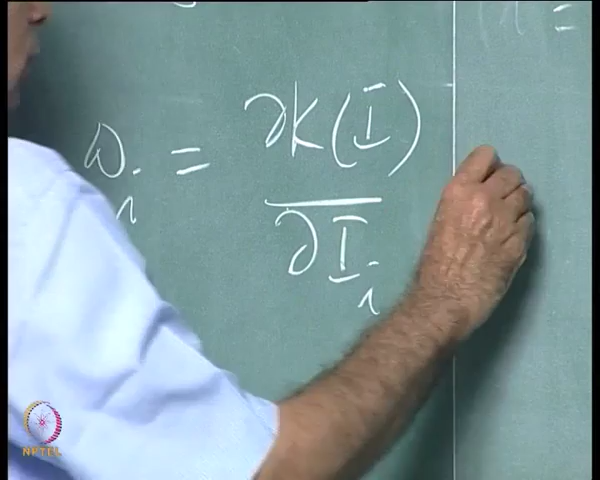 ω_i = ∂K(I) / ∂I_i
=
NPTEL